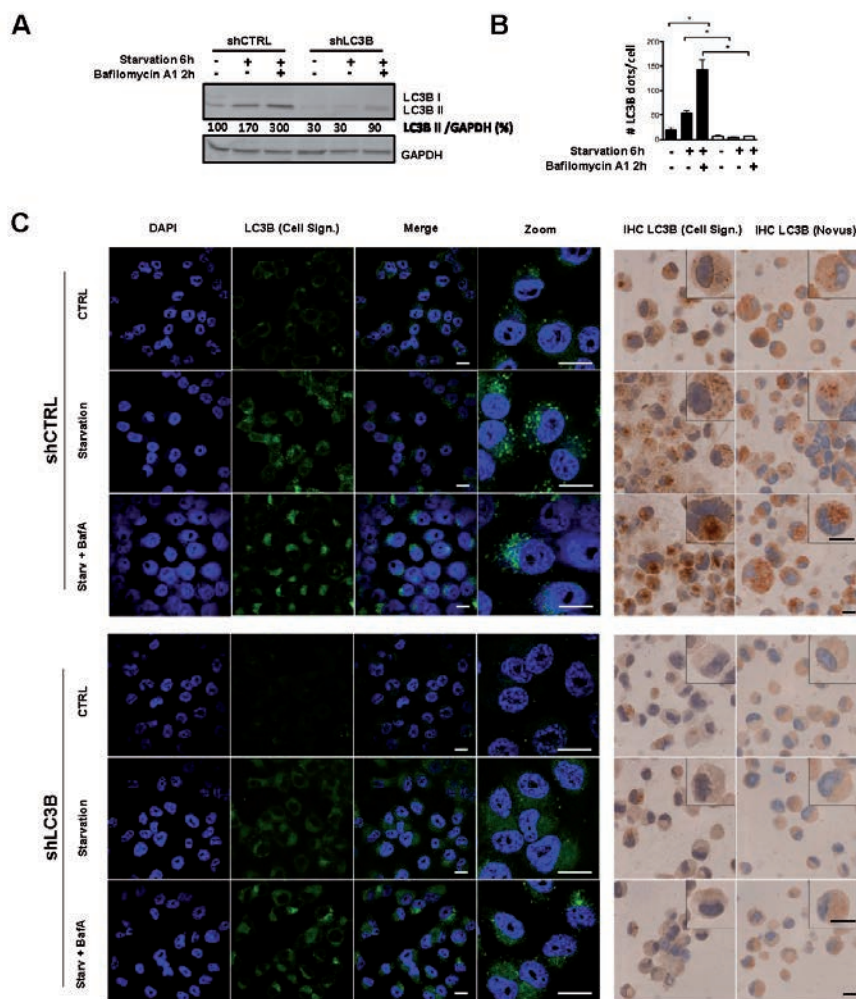 A
shCTRL shLC3B
Starvation 6h - + + - + +
Bafilomycin A1 2h + +
LC3B I
LC3B II
100 170 300 30 30 90 LC3B II /GAPDH (%)
GAPDH
B
* 
*
*
# LC3B dots/cell
200
150
100
50
0
Starvation 6h - + + - + +
Bafilomycin A1 2h - - + - - +
C
DAPI LC3B (Cell Sign.) Merge Zoom IHC LC3B (Cell Sign.) IHC LC3B (Novus)
shCTRL
CTRL
Starvation
Starv + BafA
shLC3B
CTRL
Starvation
Starv + BafA